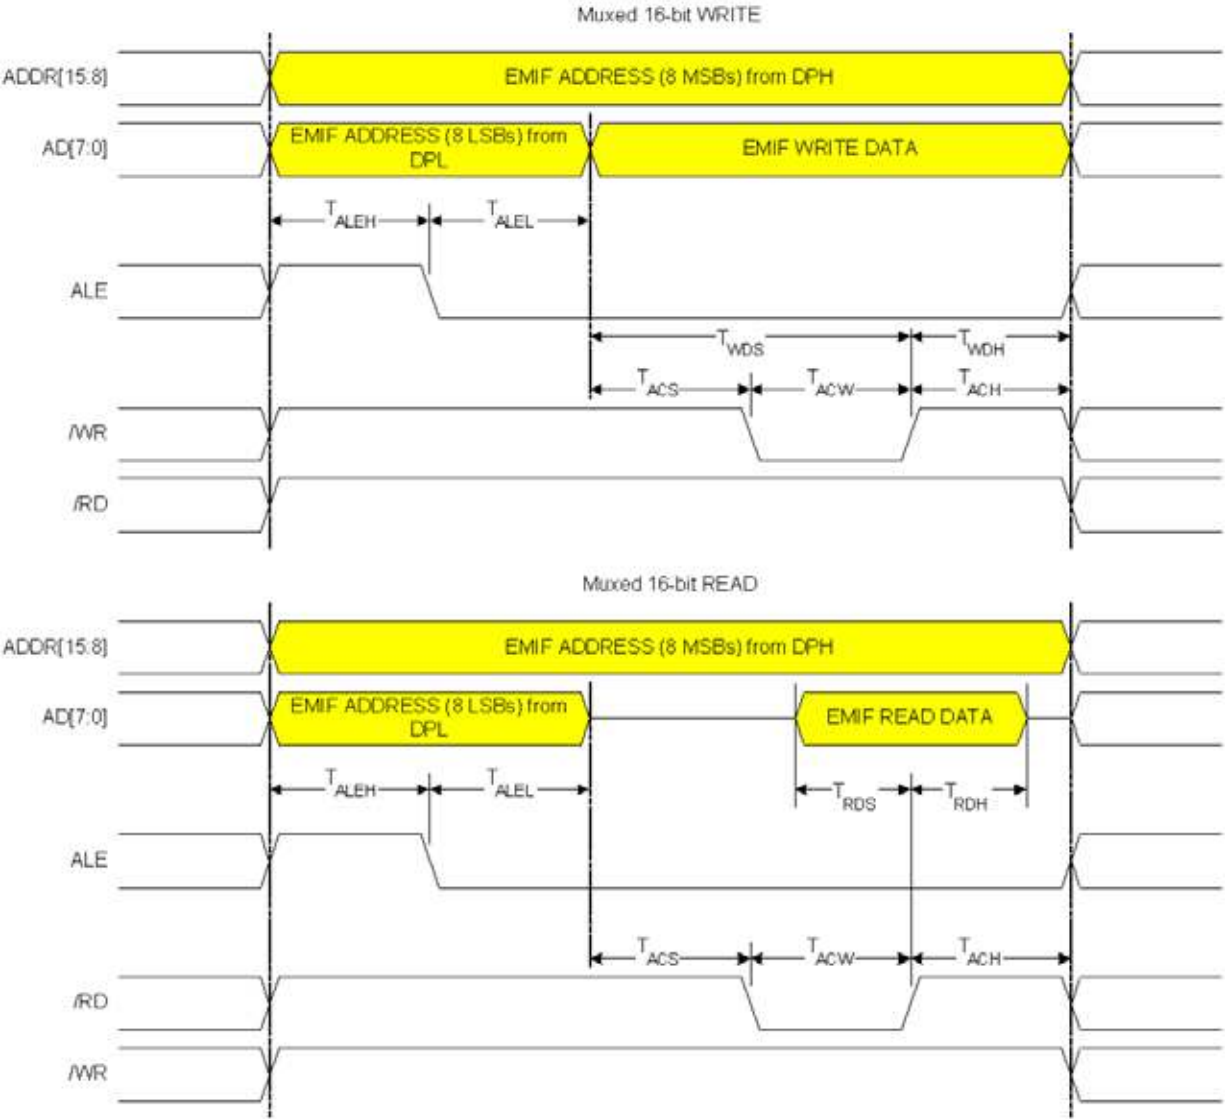 Muxed 16-bit WRITE
ADDR[15:8]
EMIF ADDRESS (8 MSBs) from DPH
AD[7:0]
EMIF ADDRESS (8 LSBs) from
DPL
EMIF WRITE DATA
TALEH
TALEL
ALE
TWDS
TWDH
TACS
TACW
TACH
/WR
/RD
Muxed 16-bit READ
ADDR[15:8]
EMIF ADDRESS (8 MSBs) from DPH
AD[7:0]
EMIF ADDRESS (8 LSBs) from
DPL
EMIF READ DATA
TALEH
TALEL
TRDS
TRDH
ALE
TACS
TACW
TACH
/RD
/WR